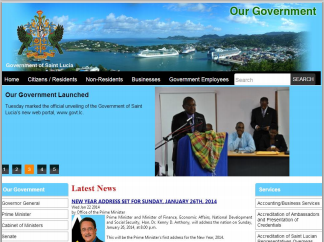 Our Government
Government of Saint Lucia
Home Citizens / Residents Non-Residents Businesses Government Employees Search SEARCH
Our Government Launched
Tuesday marked the official unveiling of the Government of Saint
Lucia's new web portal, www.govt.lc.
1 2 3 4 5
Our Government
Governor General
Prime Minister
Cabinet of Ministers
Senate
Latest News
NEW YEAR ADDRESS SET FOR SUNDAY, JANUARY 26TH, 2014
Wed Jan 22 2014
by Office of the Prime Minister
Prime Minister and Minister of Finance, Economic Affairs, National Development
and Social Security, Hon. Dr. Kenny D. Anthony, will address the nation on Sunday,
January 26, 2014, at 8:00 p.m.
This will be the Prime Minister's first address for the New Year, 2014.
Services
Accounting/Business Services
Accreditation of Ambassadors
and Presentation of
Credentials
Accreditation of Saint Lucian